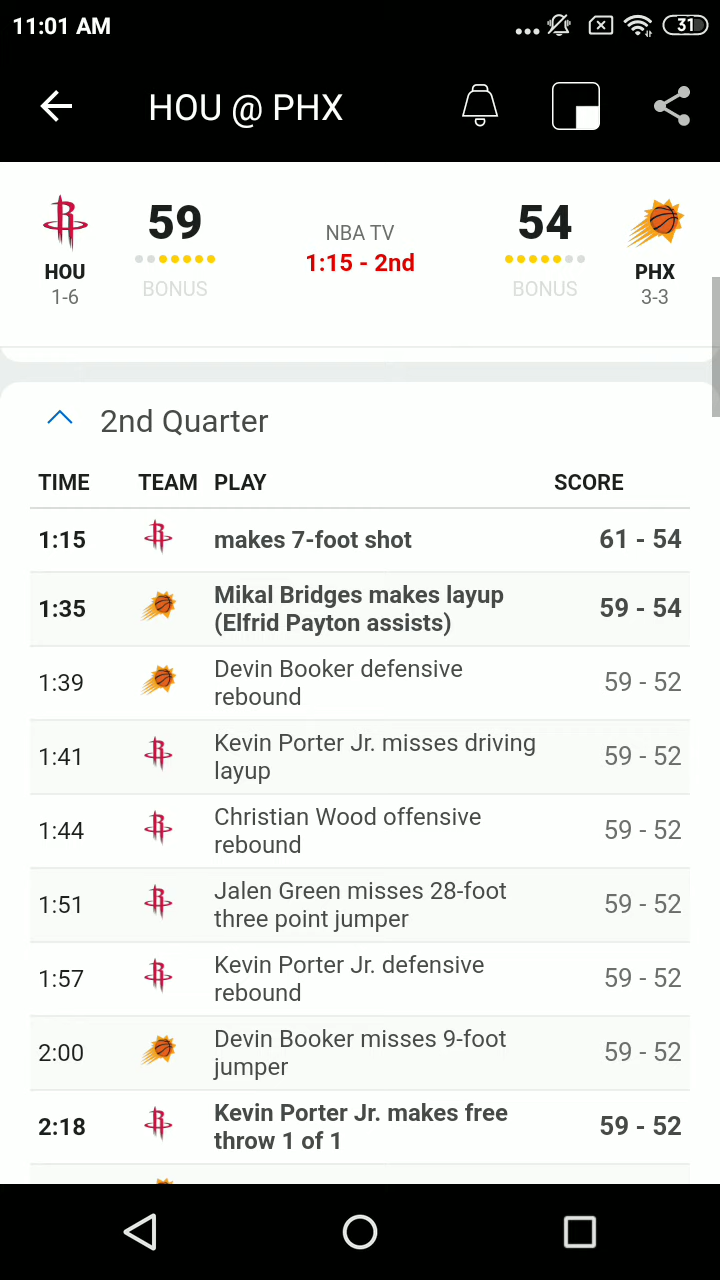 11:01 AM
31
HOU @ PHX
59 NBA TV 54
1:15 - 2nd
HOU BONUS BONUS PHX
1-6 3-3
2nd Quarter
TIME TEAM PLAY SCORE
1:15 makes 7-foot shot 61 - 54
1:35 Mikal Bridges makes layup 59 - 54
(Elfrid Payton assists)
1:39 Devin Booker defensive 59 - 52
rebound
1:41 Kevin Porter Jr. misses driving 59 - 52
layup
1:44 Christian Wood offensive 59 - 52
rebound
1:51 Jalen Green misses 28-foot 59 - 52
three point jumper
1:57 Kevin Porter Jr. defensive 59 - 52
rebound
2:00 Devin Booker misses 9-foot 59 - 52
jumper
2:18 Kevin Porter Jr. makes free 59 - 52
throw 1 of 1